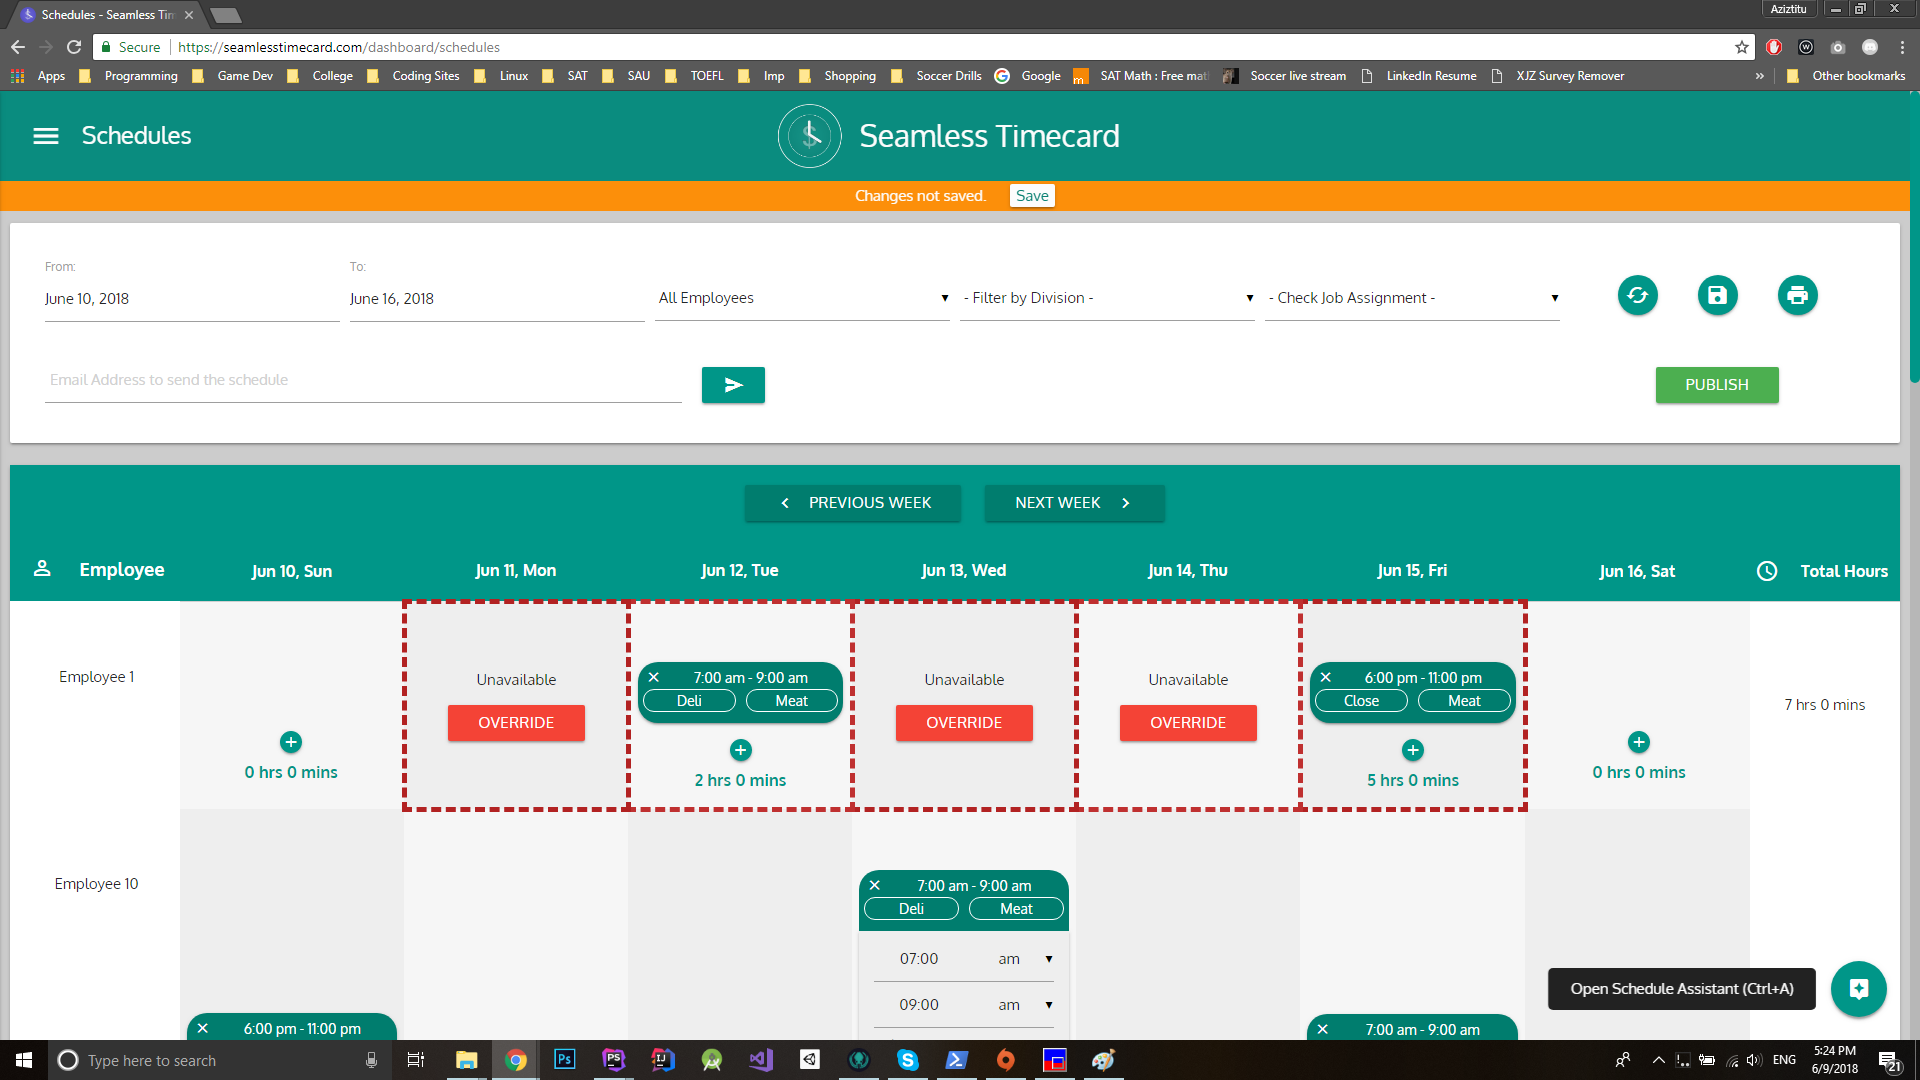 Schedules - Seamless Tim
Aziztitu
Secure https://seamlesstimecard.com/dashboard/schedules
Apps Programming Game Dev College Coding Sites Linux SAT SAU TOEFL Imp Shopping Soccer Drills Google SAT Math : Free mat Soccer live stream LinkedIn Resume XJZ Survey Remover » Other bookmarks
Schedules Seamless Timecard
Changes not saved. Save
From: To:
June 10, 2018 June 16, 2018 All Employees - Filter by Division - - Check Job Assignment -
Email Address to send the schedule PUBLISH
PREVIOUS WEEK NEXT WEEK
Employee Jun 10, Sun Jun 11, Mon Jun 12, Tue Jun 13, Wed Jun 14, Thu Jun 15, Fri Jun 16, Sat Total Hours
Employee 1 Unavailable 7:00 am - 9:00 am Unavailable Unavailable 6:00 pm - 11:00 pm
Deli Meat Close Meat 7 hrs 0 mins
OVERRIDE OVERRIDE OVERRIDE
0 hrs 0 mins 2 hrs 0 mins 5 hrs 0 mins 0 hrs 0 mins
Employee 10 7:00 am - 9:00 am
Deli Meat
07:00 am
09:00 am
Open Schedule Assistant (Ctrl+A)
6:00 pm - 11:00 pm 7:00 am - 9:00 am
Type here to search
Ps PS IJ
ENG
5:24 PM
6/9/2018
21